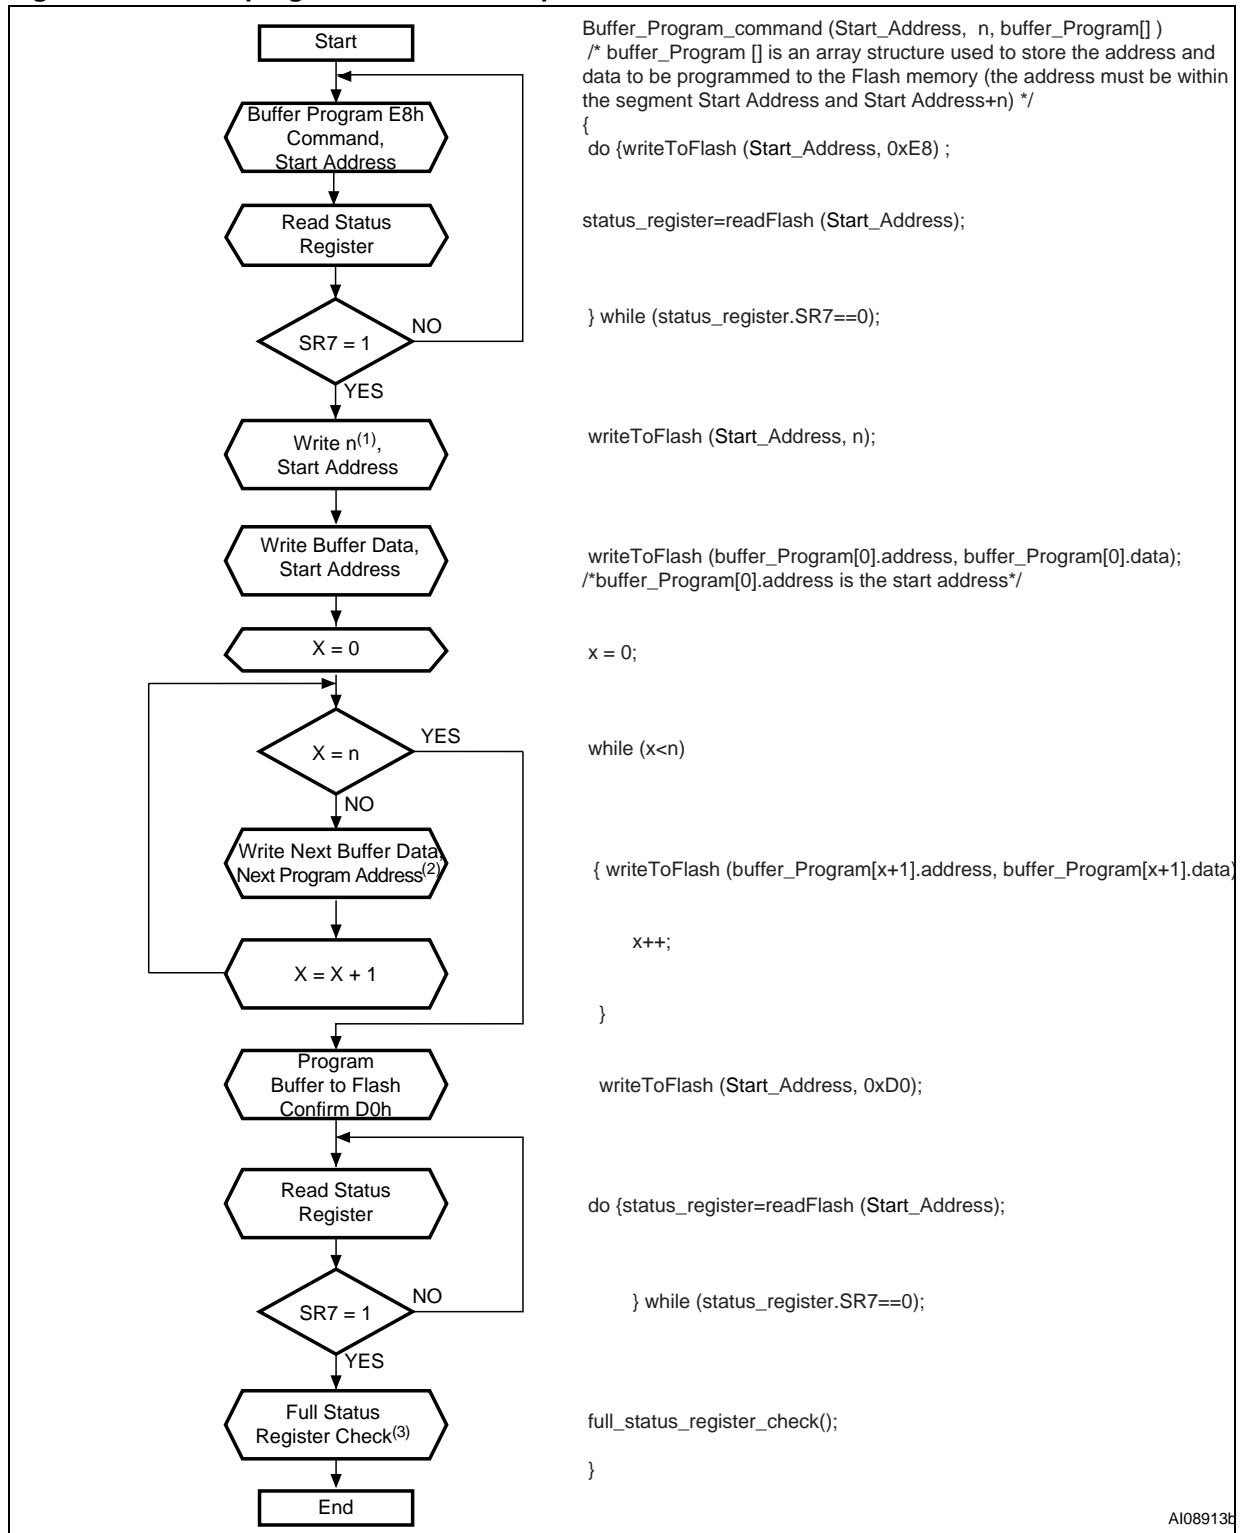 Start
Buffer Program E8h
Command,
Start Address
Read Status
Register
SR7 = 1
NO
YES
Write n(1),
Start Address
Write Buffer Data,
Start Address
X = 0
X = n
YES
NO
Write Next Buffer Data,
Next Program Address(2)
X = X + 1
Program
Buffer to Flash
Confirm D0h
Read Status
Register
SR7 = 1
NO
YES
Full Status
Register Check(3)
End
Buffer_Program_command (Start_Address, n, buffer_Program[] )
/* buffer_Program [] is an array structure used to store the address and
data to be programmed to the Flash memory (the address must be within
the segment Start Address and Start Address+n) */
{
do {writeToFlash (Start_Address, 0xE8) ;
status_register=readFlash (Start_Address);
} while (status_register.SR7==0);
writeToFlash (Start_Address, n);
writeToFlash (buffer_Program[0].address, buffer_Program[0].data);
/*buffer_Program[0].address is the start address*/
x = 0;
while (x<n)
{ writeToFlash (buffer_Program[x+1].address, buffer_Program[x+1].data)
x++;
}
writeToFlash (Start_Address, 0xD0);
do {status_register=readFlash (Start_Address);
} while (status_register.SR7==0);
full_status_register_check();
}
AI08913b